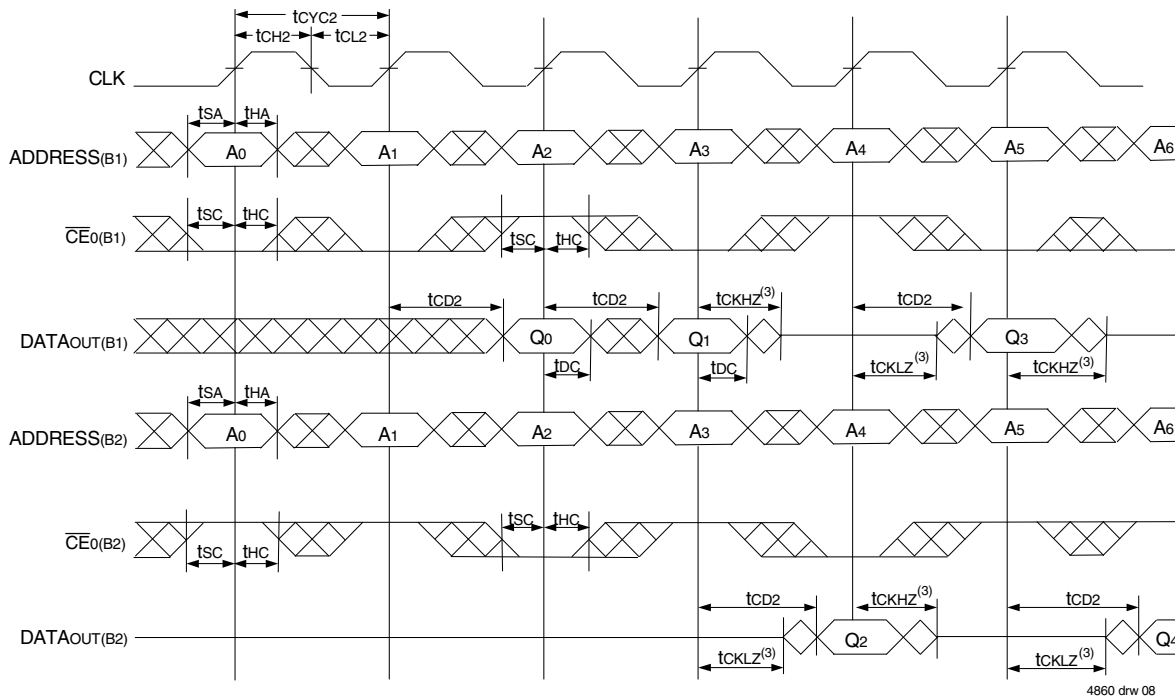 tCYC2
tCH2 tCL2
CLK
tSA tHA
ADDRESS(B1) A0 A1 A2 A3 A4 A5 A6
tSC tHC
CE0(B1)
tSC tHC
tCD2 tCD2 tCKHZ(3) tCD2
DATAOUT(B1) Q0 Q1 Q3
tDC tDC tCKLZ(3) tCKHZ(3)
tSA tHA
ADDRESS(B2) A0 A1 A2 A3 A4 A5 A6
tSC tHC
CE0(B2)
tSC tHC
tCD2 tCKHZ(3) tCD2
DATAOUT(B2) Q2 Q4
tCKLZ(3) tCKLZ(3)
4860 drw 08